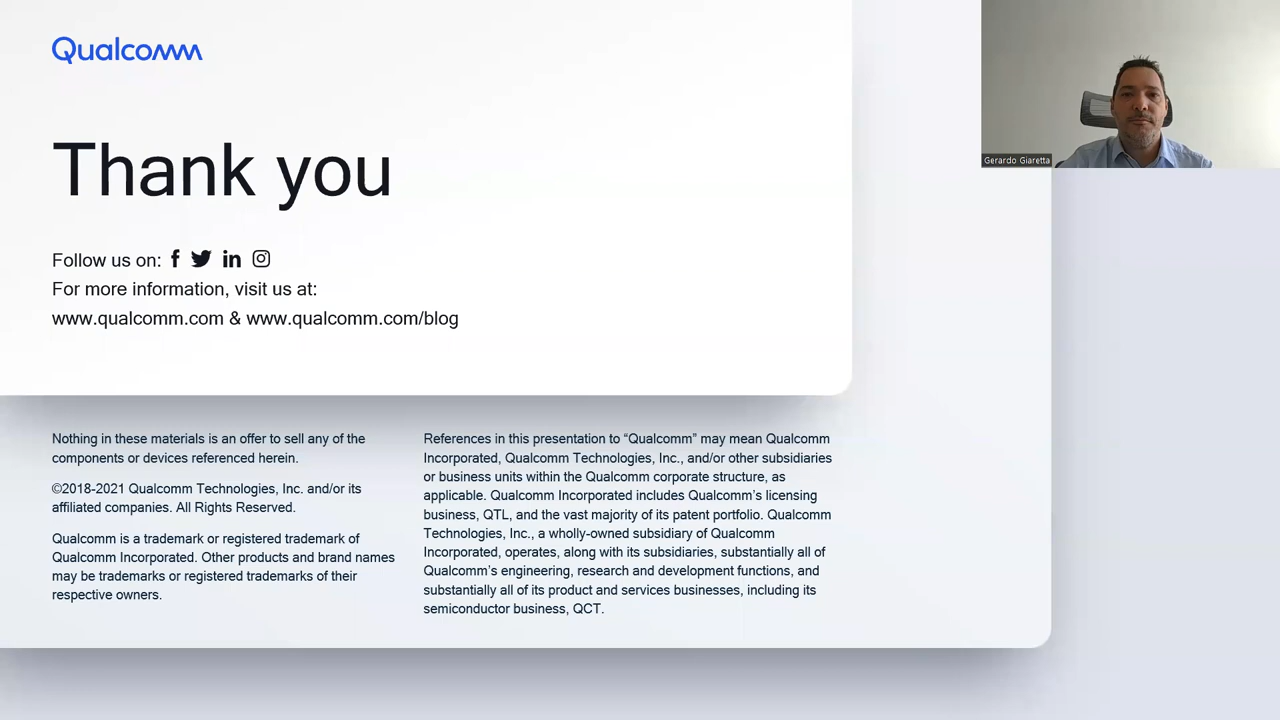 Qualcomm
Thank you
Follow us on:
For more information, visit us at:
www.qualcomm.com & www.qualcomm.com/blog
Nothing in these materials is an offer to sell any of the
components or devices referenced herein.
©2018-2021 Qualcomm Technologies, Inc. and/or its
affiliated companies. All Rights Reserved.
Qualcomm is a trademark or registered trademark of
Qualcomm Incorporated. Other products and brand names
may be trademarks or registered trademarks of their
respective owners.
References in this presentation to “Qualcomm” may mean Qualcomm
Incorporated, Qualcomm Technologies, Inc., and/or other subsidiaries
or business units within the Qualcomm corporate structure, as
applicable. Qualcomm Incorporated includes Qualcomm’s licensing
business, QTL, and the vast majority of its patent portfolio. Qualcomm
Technologies, Inc., a wholly-owned subsidiary of Qualcomm
Incorporated, operates, along with its subsidiaries, substantially all of
Qualcomm’s engineering, research and development functions, and
substantially all of its product and services businesses, including its
semiconductor business, QCT.
Gerardo Giaretta